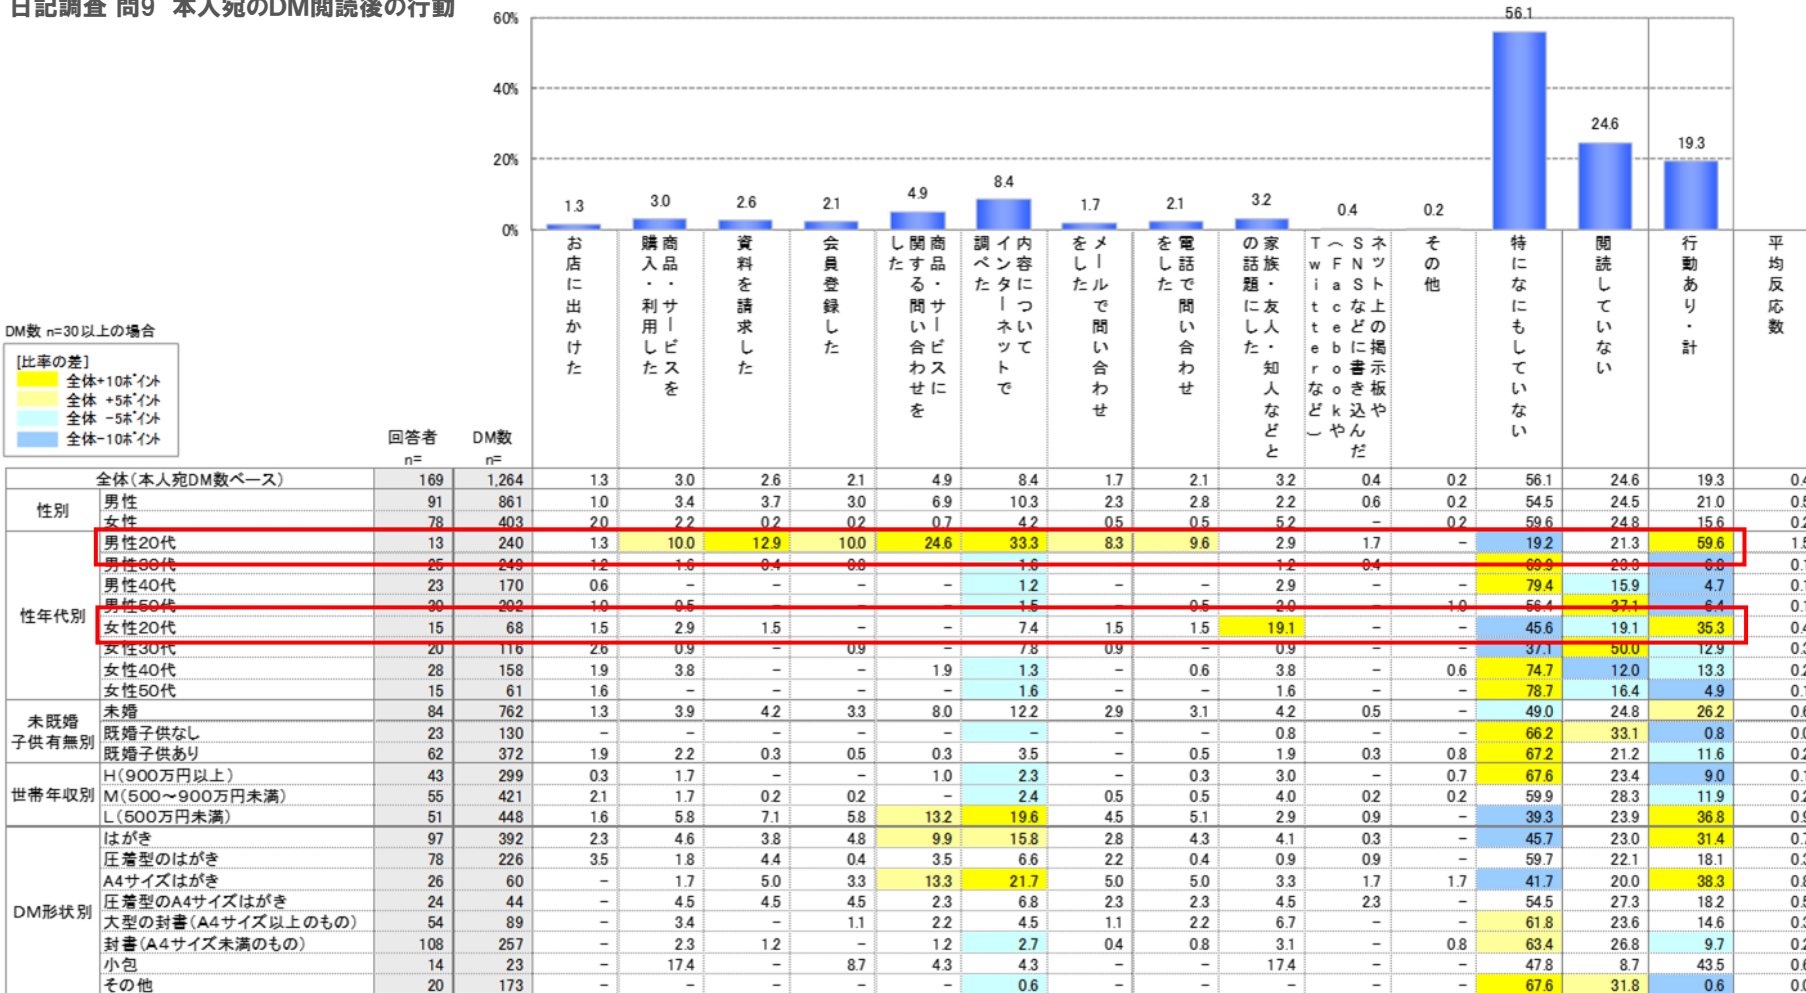 日記調査 問9 本人宛のDM閲読後の行動
60%
40%
20%
0%
1.3 3.0 2.6 2.1 4.9 8.4 1.7 2.1 3.2 0.4 0.2 56.1 24.6 19.3
お店に出かけた
商品・サービスを購入・利用した
資料を請求した
会員登録した
商品・サービスに関する問い合わせをした
内容についてインターネットで調べた
メールで問い合わせをした
電話で問い合わせをした
家族・友人・知人などとの話題にした
ネット上の掲示板やSNSなどに書き込んだ(FacebookやTwitterなど)
その他
特になにもしていない
閲読していない
行動あり・計
平均反応数
DM数 n=30以上の場合
[比率の差]
全体+10ポイント
全体 +5ポイント
全体 -5ポイント
全体-10ポイント
回答者 DM数
n= n=
全体(本人宛DM数ベース) 169 1,264 1.3 3.0 2.6 2.1 4.9 8.4 1.7 2.1 3.2 0.4 0.2 56.1 24.6 19.3
性別
男性 91 861 1.0 3.4 3.7 3.0 6.9 10.3 2.3 2.8 2.2 0.6 0.2 54.5 24.5 21.0
女性 78 403 2.0 2.2 0.2 0.2 0.7 4.2 0.5 0.5 5.2 - 0.2 59.6 24.8 15.6
性年代別
男性20代 13 240 1.3 10.0 12.9 10.0 24.6 33.3 8.3 9.6 2.9 1.7 - 19.2 21.3 59.6
男性30代
男性40代 23 170 0.6 - - - - 1.2 - - 2.9 - - 79.4 15.9 4.7
男性50代
女性20代 15 68 1.5 2.9 1.5 - - 7.4 1.5 1.5 19.1 - - 45.6 19.1 35.3
女性30代 20 116 2.6 0.9 - 0.9 - 7.8 0.9 - 0.9 - - 37.1 50.0 12.9
女性40代 28 158 1.9 3.8 - - 1.9 1.3 - 0.6 3.8 - 0.6 74.7 12.0 13.3
女性50代 15 61 1.6 - - - - 1.6 - - 1.6 - - 78.7 16.4 4.9
未既婚子供有無別
未婚 84 762 1.3 3.9 4.2 3.3 8.0 12.2 2.9 3.1 4.2 0.5 - 49.0 24.8 26.2
既婚子供なし 23 130 - - - - - - - - 0.8 - - 66.2 33.1 0.8
既婚子供あり 62 372 1.9 2.2 0.3 0.5 0.3 3.5 - 0.5 1.9 0.3 0.8 67.2 21.2 11.6
世帯年収別
H(900万円以上) 43 299 0.3 1.7 - - 1.0 2.3 - 0.3 3.0 - 0.7 67.6 23.4 9.0
M(500~900万円未満) 55 421 2.1 1.7 0.2 0.2 - 2.4 0.5 0.5 4.0 0.2 0.2 59.9 28.3 11.9
L(500万円未満) 51 448 1.6 5.8 7.1 5.8 13.2 19.6 4.5 5.1 2.9 0.9 - 39.3 23.9 36.8
DM形状別
はがき 97 392 2.3 4.6 3.8 4.8 9.9 15.8 2.8 4.3 4.1 0.3 - 45.7 23.0 31.4
圧着型のはがき 78 226 3.5 1.8 4.4 0.4 3.5 6.6 2.2 0.4 0.9 0.9 - 59.7 22.1 18.1
A4サイズはがき 26 60 - 1.7 5.0 3.3 13.3 21.7 5.0 5.0 3.3 1.7 1.7 41.7 20.0 38.3
圧着型のA4サイズはがき 24 44 - 4.5 4.5 4.5 2.3 6.8 2.3 2.3 4.5 2.3 - 54.5 27.3 18.2
大型の封書(A4サイズ以上のもの) 54 89 - 3.4 - 1.1 2.2 4.5 1.1 2.2 6.7 - - 61.8 23.6 14.6
封書(A4サイズ未満のもの) 108 257 - 2.3 1.2 - 1.2 2.7 0.4 0.8 3.1 - 0.8 63.4 26.8 9.7
小包 14 23 - 17.4 - 8.7 4.3 4.3 - - 17.4 - - 47.8 8.7 43.5
その他 20 173 - - - - - 0.6 - - - - - 67.6 31.8 0.6